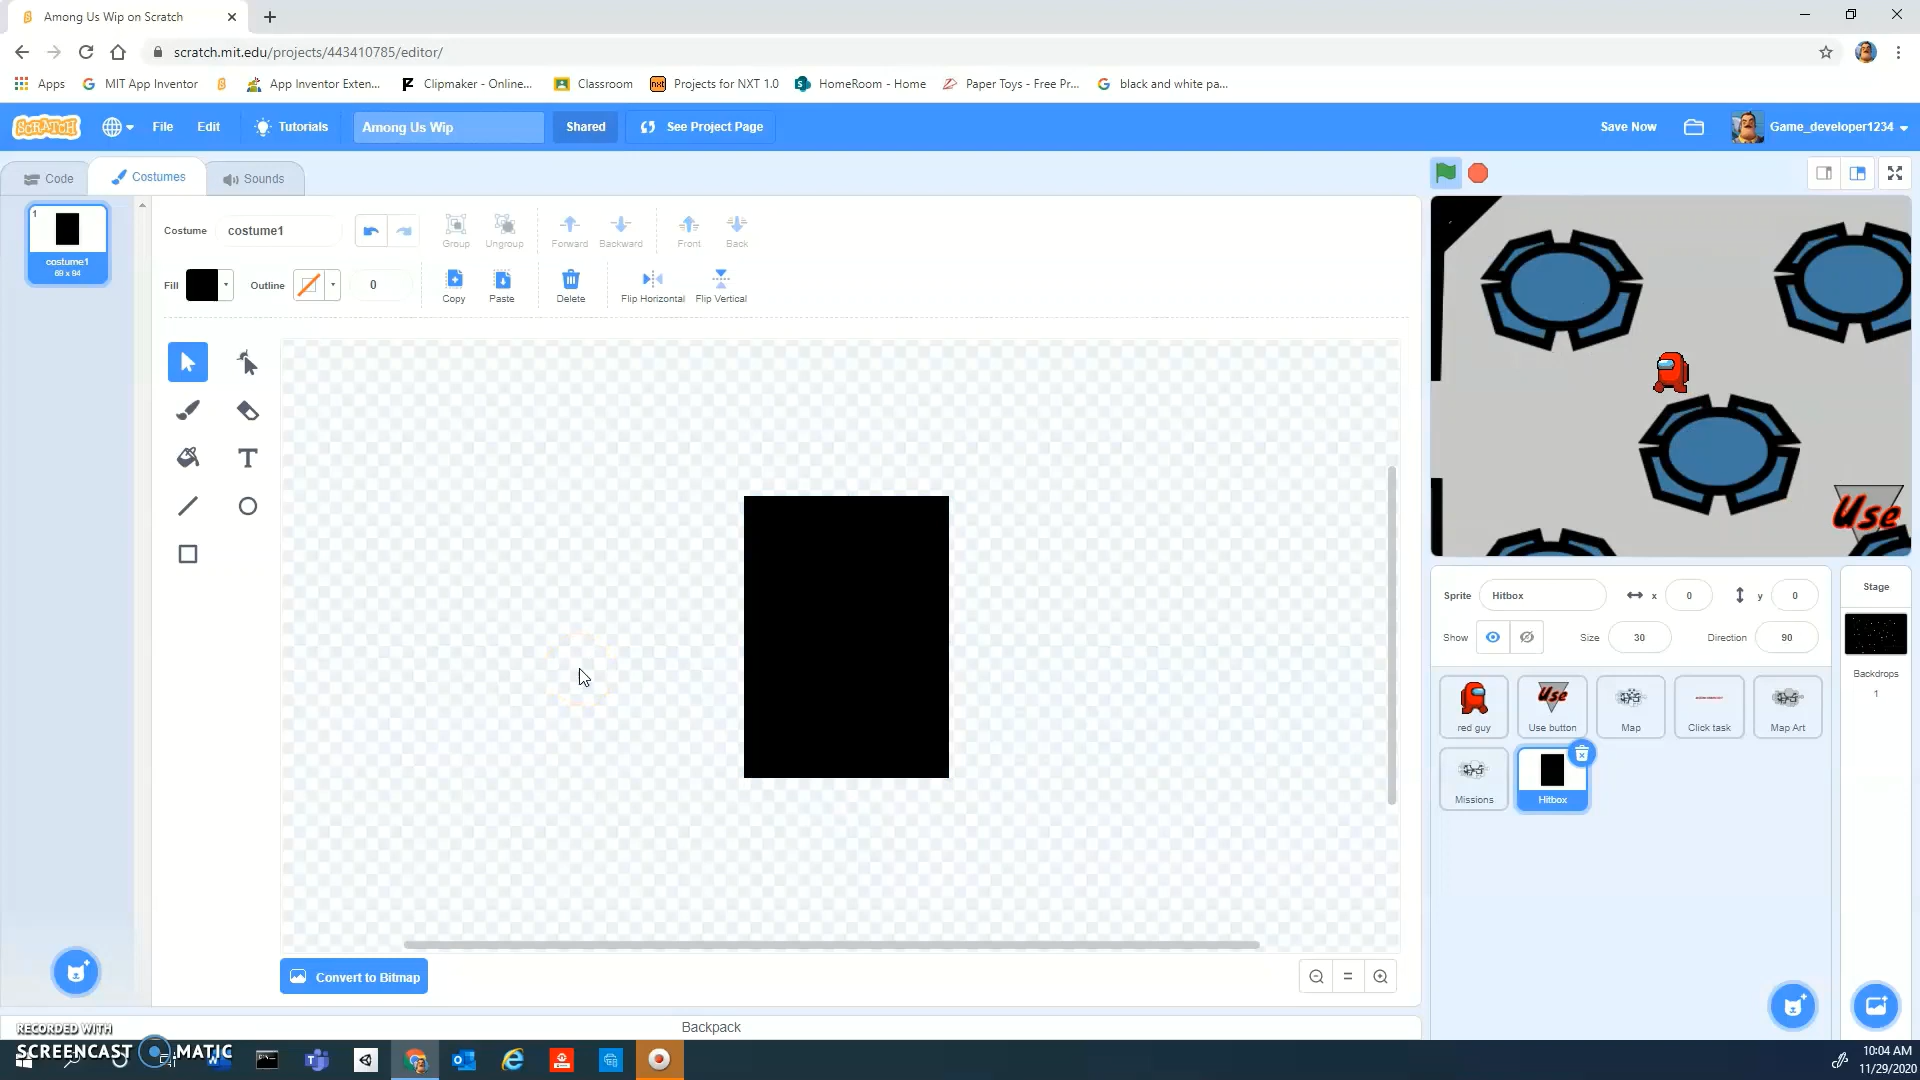 Among Us Wip on Scratch
scratch.mit.edu/projects/443410785/editor/
Apps
MIT App Inventor
App Inventor Exten...
Clipmaker - Online...
Classroom
Projects for NXT 1.0
HomeRoom - Home
Paper Toys - Free Pr...
black and white pa...
SCRATCH
File
Edit
Tutorials
Among Us Wip
Shared
See Project Page
Save Now
Game_developer1234
Code
Costumes
Sounds
1
costume1
69 x 94
Costume
costume1
Group
Ungroup
Forward
Backward
Front
Back
Fill
Outline
0
Copy
Paste
Delete
Flip Horizontal
Flip Vertical
Convert to Bitmap
Backpack
Use
Sprite
Hitbox
x
0
y
0
Show
Size
30
Direction
90
Stage
Backdrops
1
red guy
Use
Use button
Map
Click task
Map Art
Missions
Hitbox
RECORDED WITH
SCREENCAST MATIC
10:04 AM
11/29/2020